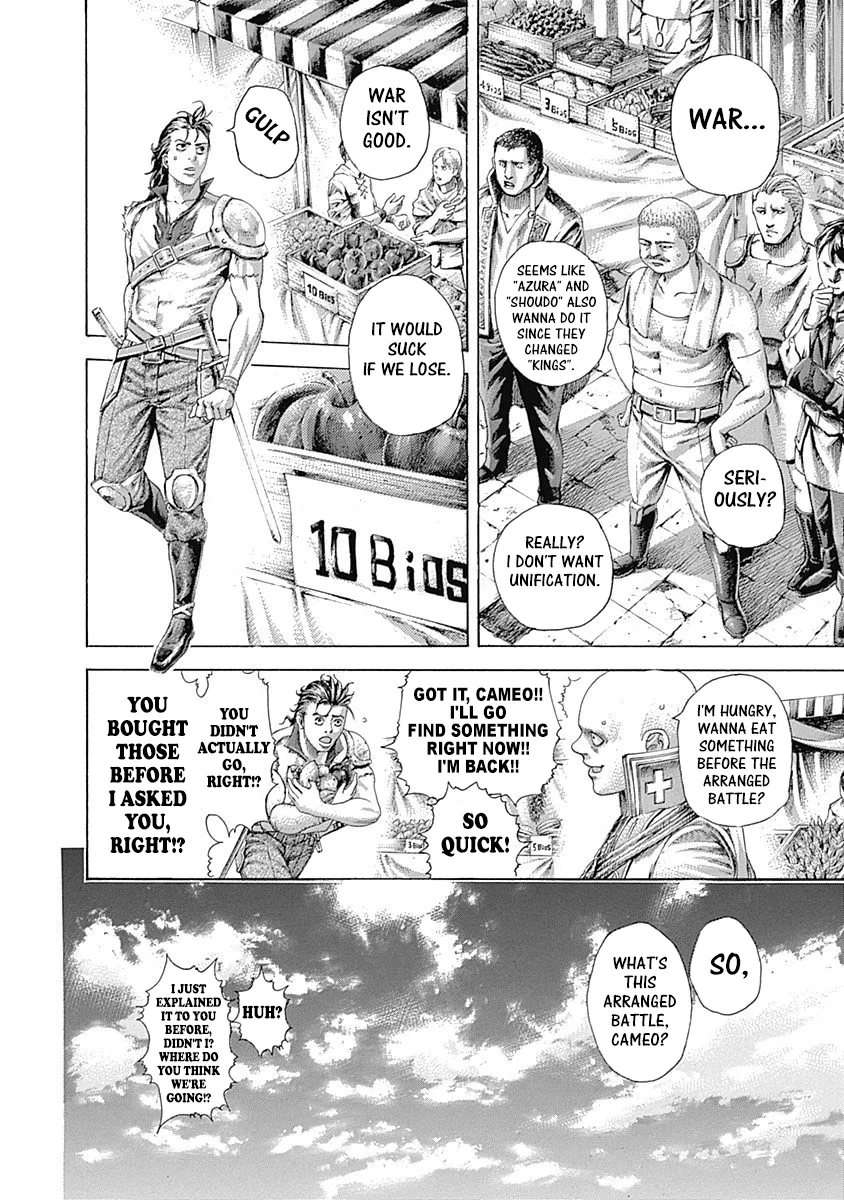 WAR...
SEEMS LIKE
"AZURA" AND
"SHOUDO" ALSO
WANNA DO IT
SINCE THEY
CHANGED
"KINGS".
SERI-
OUSLY?
REALLY?
I DON'T WANT
UNIFICATION.
3 Bios
5 Bios
WAR
ISN'T
GOOD.
GULP
10 Bios
IT WOULD
SUCK
IF WE LOSE.
10 Bios
I'M HUNGRY,
WANNA EAT
SOMETHING
BEFORE THE
ARRANGED
BATTLE?
GOT IT, CAMEO!!
I'LL GO
FIND SOMETHING
RIGHT NOW!!
I'M BACK!!
SO
QUICK!
3 Bios
5 Bios
YOU
DIDN'T
ACTUALLY
GO,
RIGHT!?
YOU
BOUGHT
THOSE
BEFORE
I ASKED
YOU,
RIGHT!?
SO,
WHAT'S
THIS
ARRANGED
BATTLE,
CAMEO?
HUH?
I JUST
EXPLAINED
IT TO YOU
BEFORE,
DIDN'T I?
WHERE DO
YOU THINK
WE'RE
GOING!?